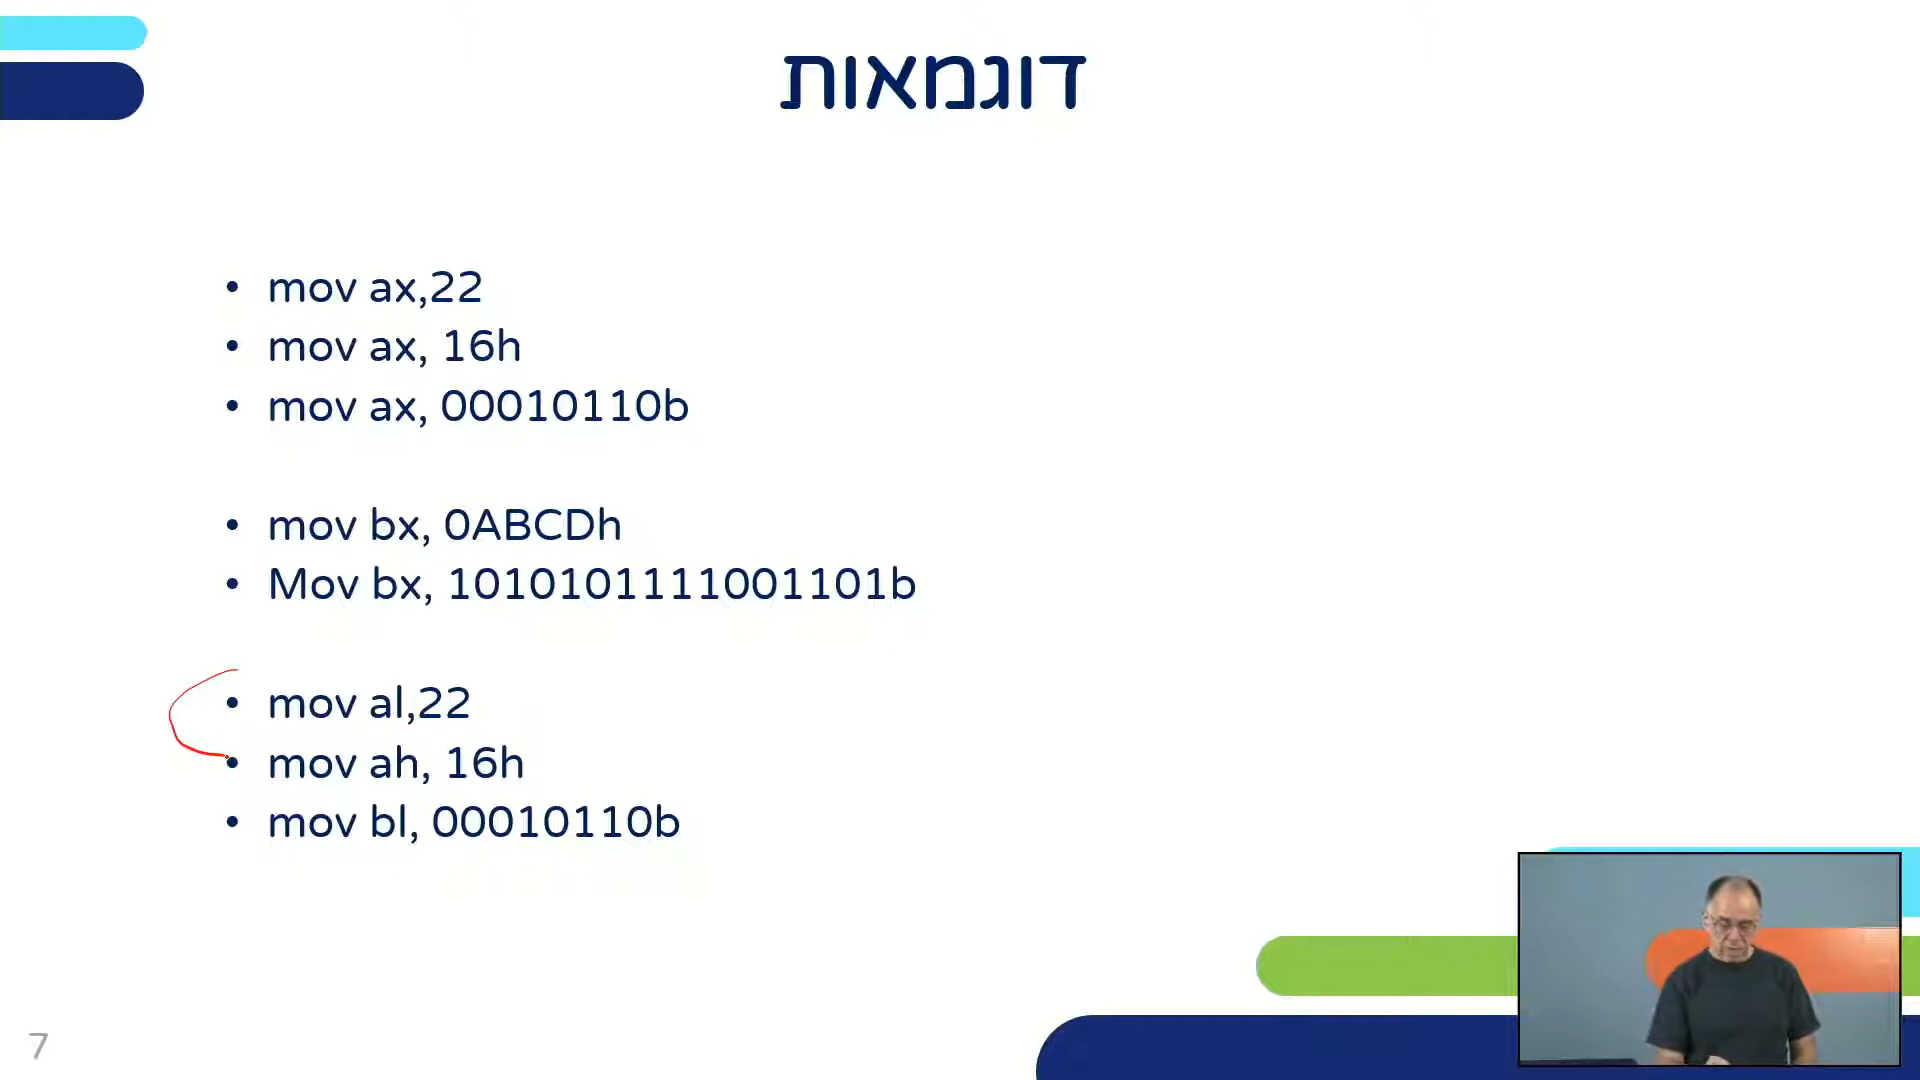 דוגמאות
• mov ax,22
• mov ax, 16h
• mov ax, 00010110b
• mov bx, 0ABCDh
• Mov bx, 1010101111001101b
• mov al,22
• mov ah, 16h
• mov bl, 00010110b
7